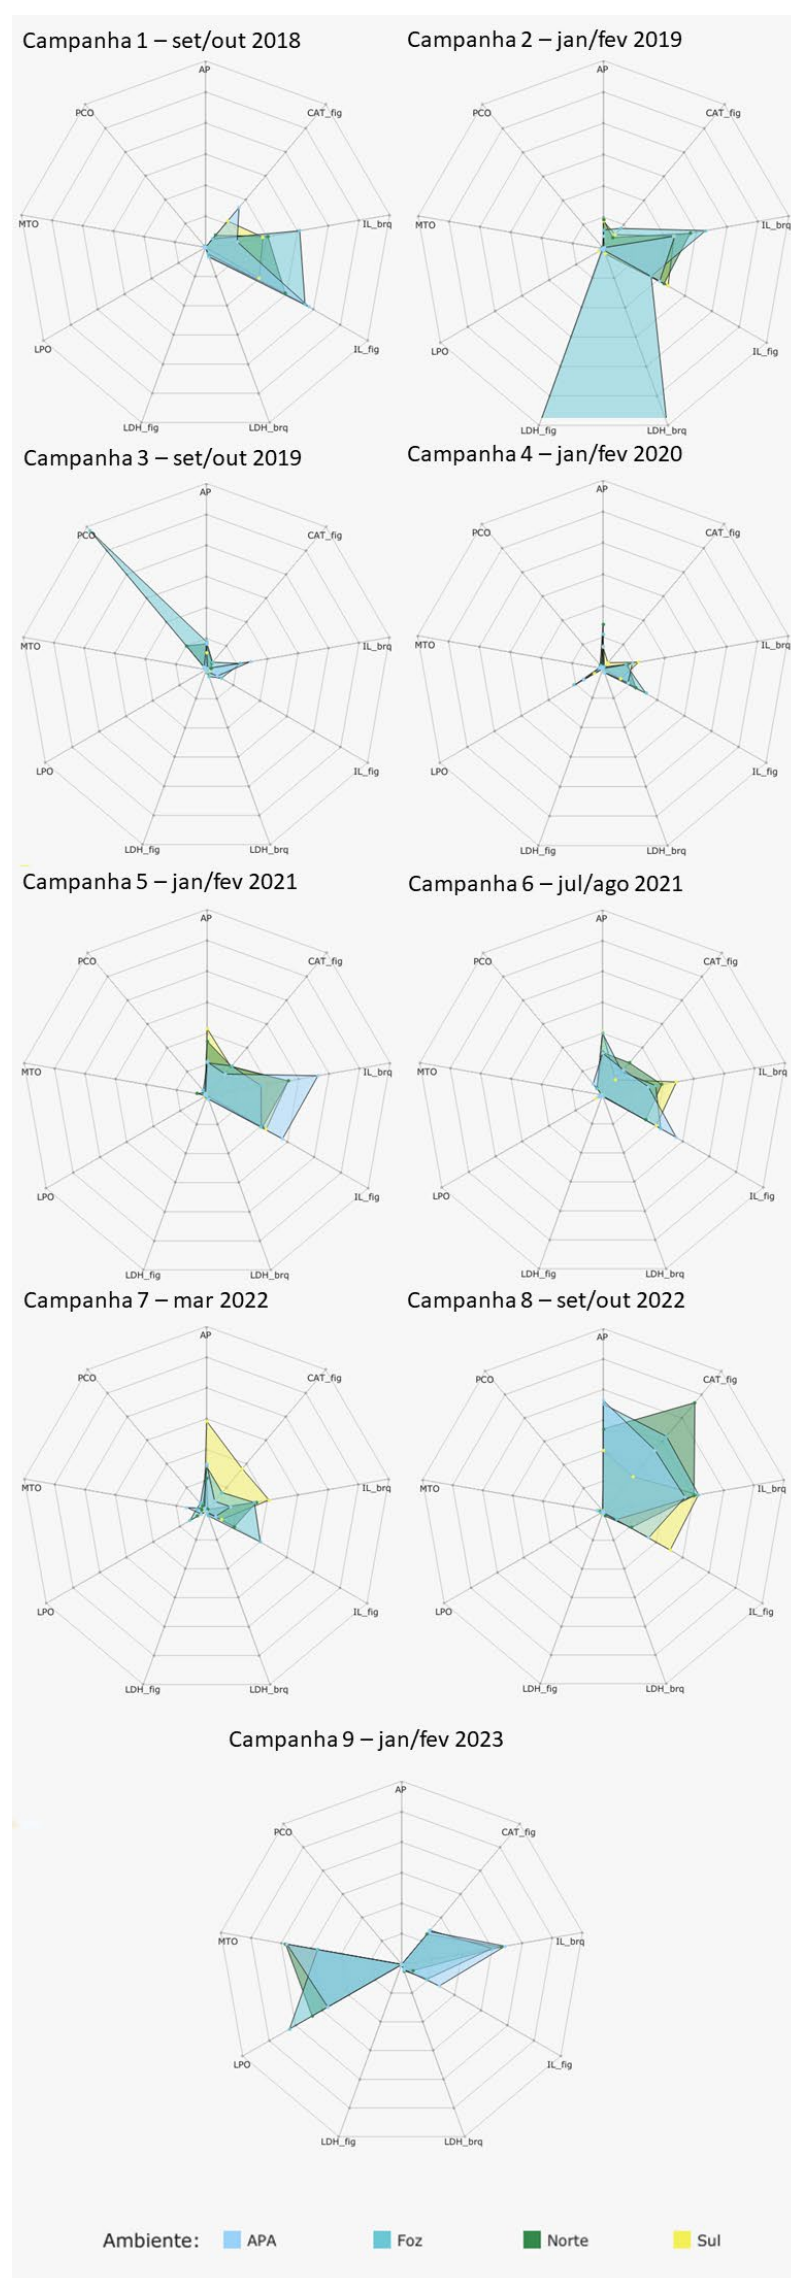 Campanha 1 – set/out 2018
Campanha 2 – jan/fev 2019
AP
AP
PCO
CAT_fig
PCO
CAT_fig
MTO
IL_brq
MTO
IL_brq
LPO
IL_fig
LPO
IL_fig
LDH_fig
LDH_brq
LDH_fig
LDH_brq
Campanha 3 – set/out 2019
Campanha 4 – jan/fev 2020
AP
AP
PCO
CAT_fig
PCO
CAT_fig
MTO
IL_brq
MTO
IL_brq
LPO
IL_fig
LPO
IL_fig
LDH_fig
LDH_brq
LDH_fig
LDH_brq
Campanha 5 – jan/fev 2021
Campanha 6 – jul/ago 2021
AP
AP
PCO
CAT_fig
PCO
CAT_fig
MTO
IL_brq
MTO
IL_brq
LPO
IL_fig
LPO
IL_fig
LDH_fig
LDH_brq
LDH_fig
LDH_brq
Campanha 7 – mar 2022
Campanha 8 – set/out 2022
AP
AP
PCO
CAT_fig
PCO
CAT_fig
MTO
IL_brq
MTO
IL_brq
LPO
IL_fig
LPO
IL_fig
LDH_fig
LDH_brq
LDH_fig
LDH_brq
Campanha 9 – jan/fev 2023
AP
PCO
CAT_fig
MTO
IL_brq
LPO
IL_fig
LDH_fig
LDH_brq
Ambiente: APA Foz Norte Sul